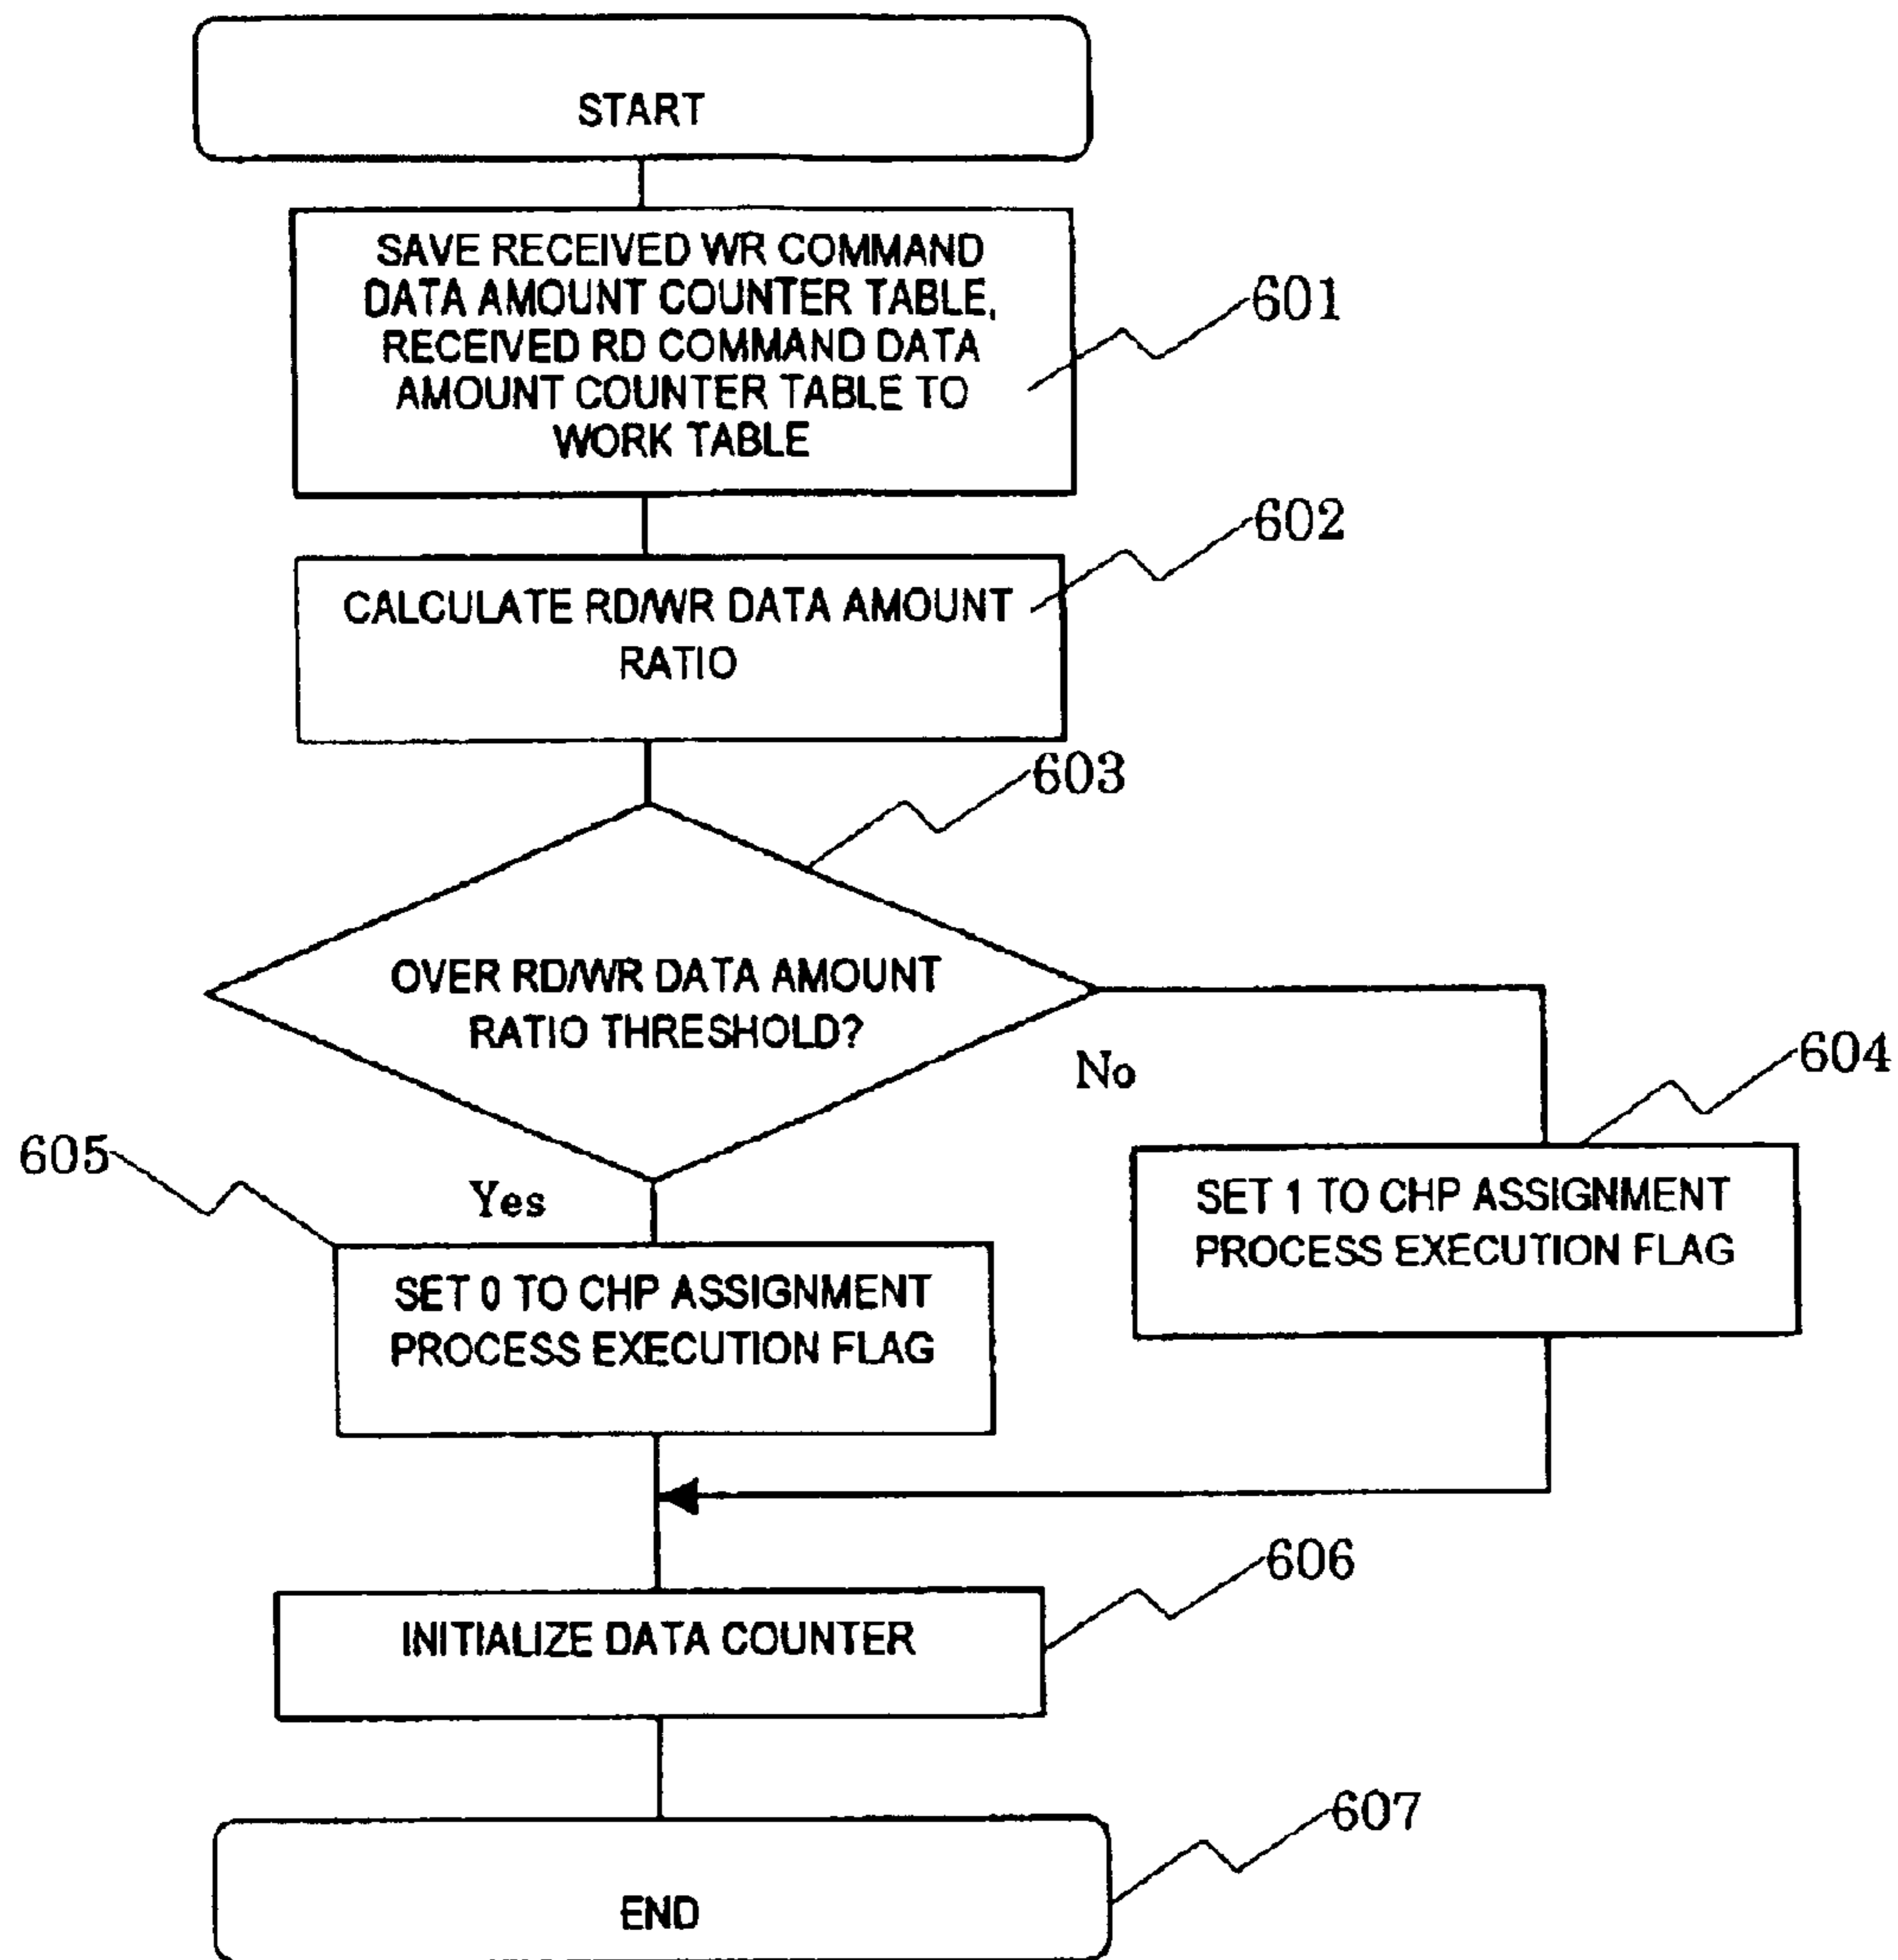 START
SAVE RECEIVED WR COMMAND
DATA AMOUNT COUNTER TABLE,
RECEIVED RD COMMAND DATA
AMOUNT COUNTER TABLE TO
WORK TABLE
601
602
CALCULATE RD/WR DATA AMOUNT
RATIO
603
OVER RD/WR DATA AMOUNT
RATIO THRESHOLD?
No
604
605
Yes
SET 1 TO CHP ASSIGNMENT
PROCESS EXECUTION FLAG
SET 0 TO CHP ASSIGNMENT
PROCESS EXECUTION FLAG
606
INITIALIZE DATA COUNTER
607
END